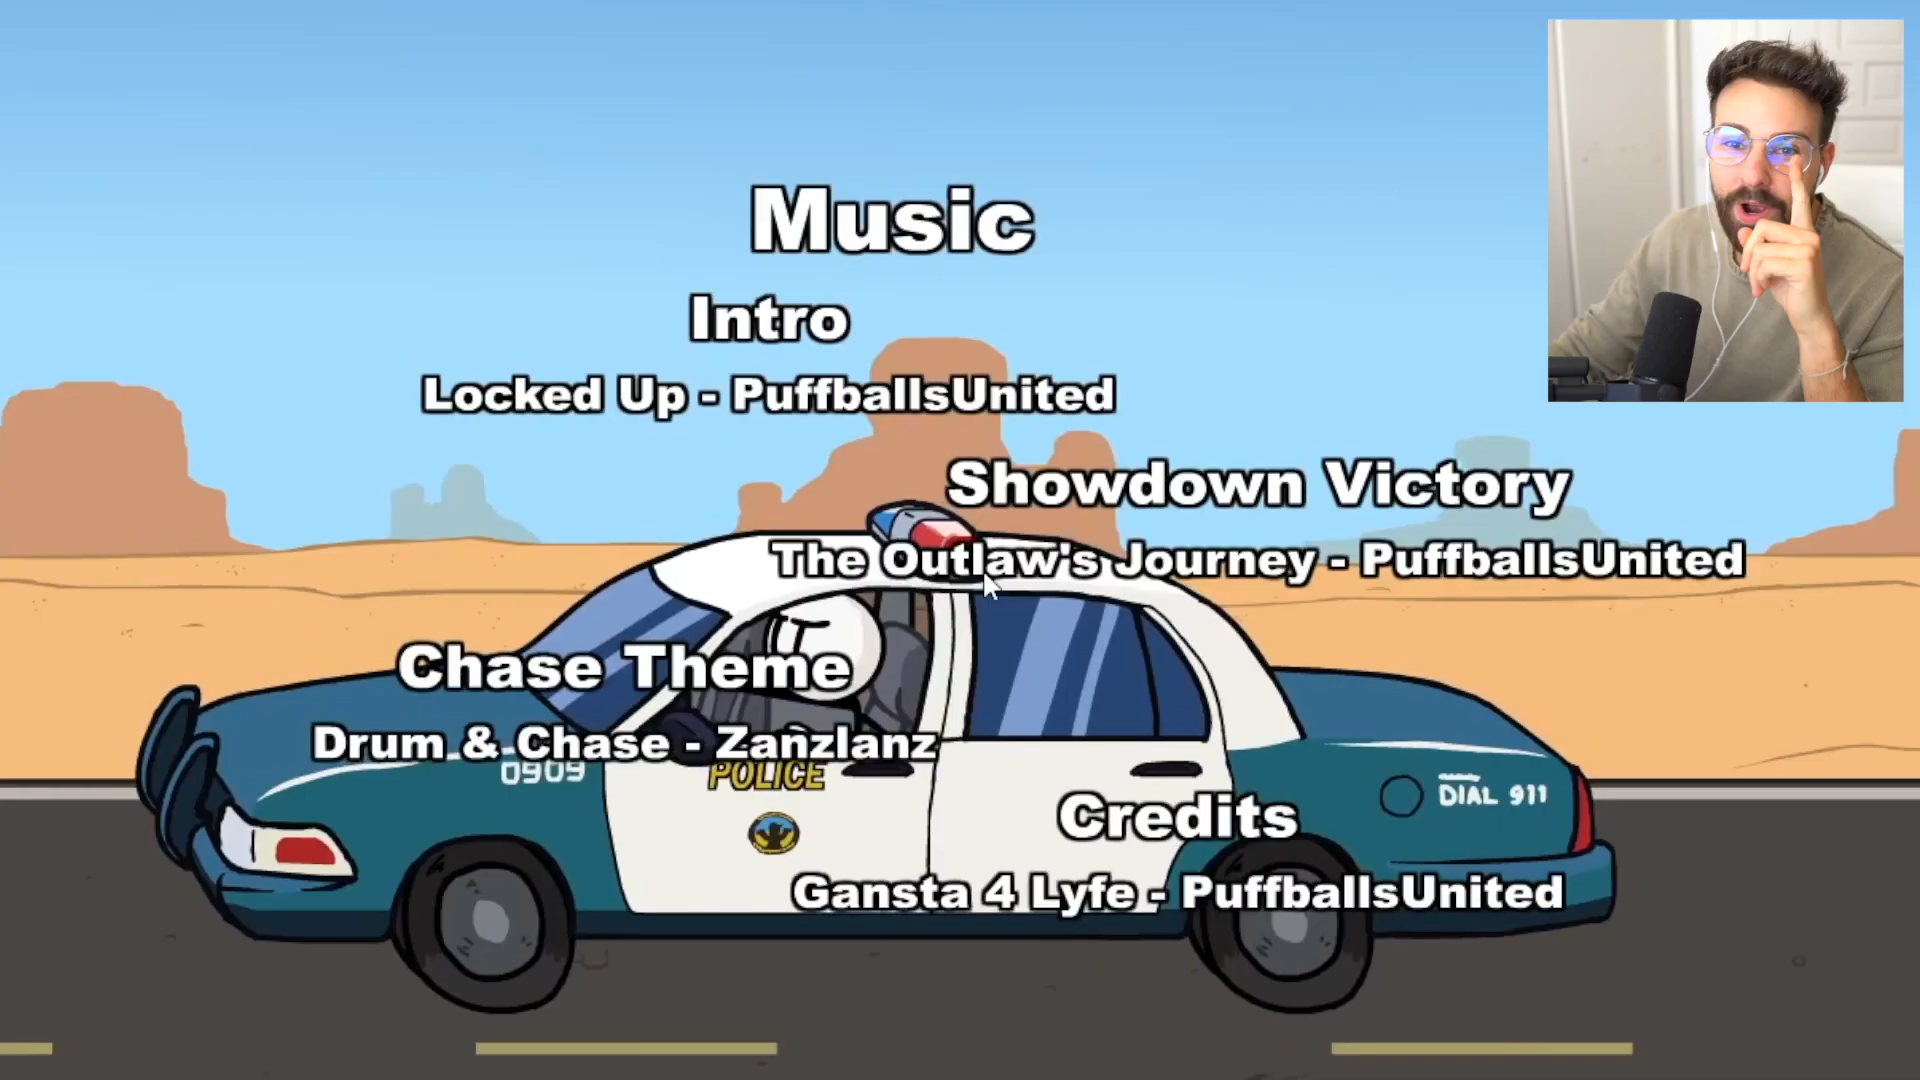 Music
Intro
Locked Up - PuffballsUnited
Showdown Victory
The Outlaw's Journey - PuffballsUnited
Chase Theme
Drum & Chase - Zanzlanz
0909
POLICE
DIAL 911
Credits
Gansta 4 Lyfe - PuffballsUnited